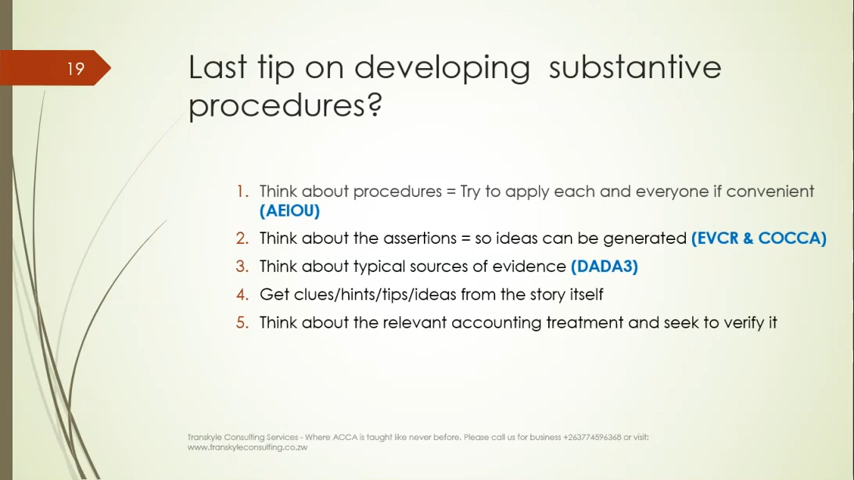 19
Last tip on developing substantive
procedures?
1. Think about procedures = Try to apply each and everyone if convenient
(AEIOU)
2. Think about the assertions = so ideas can be generated (EVCR & COCCA)
3. Think about typical sources of evidence (DADA3)
4. Get clues/hints/tips/ideas from the story itself
5. Think about the relevant accounting treatment and seek to verify it
Transkyle Consulting Services - Where ACCA is taught like never before. Please call us for business +263774596368 or visit:
www.transkyleconsulting.co.zw